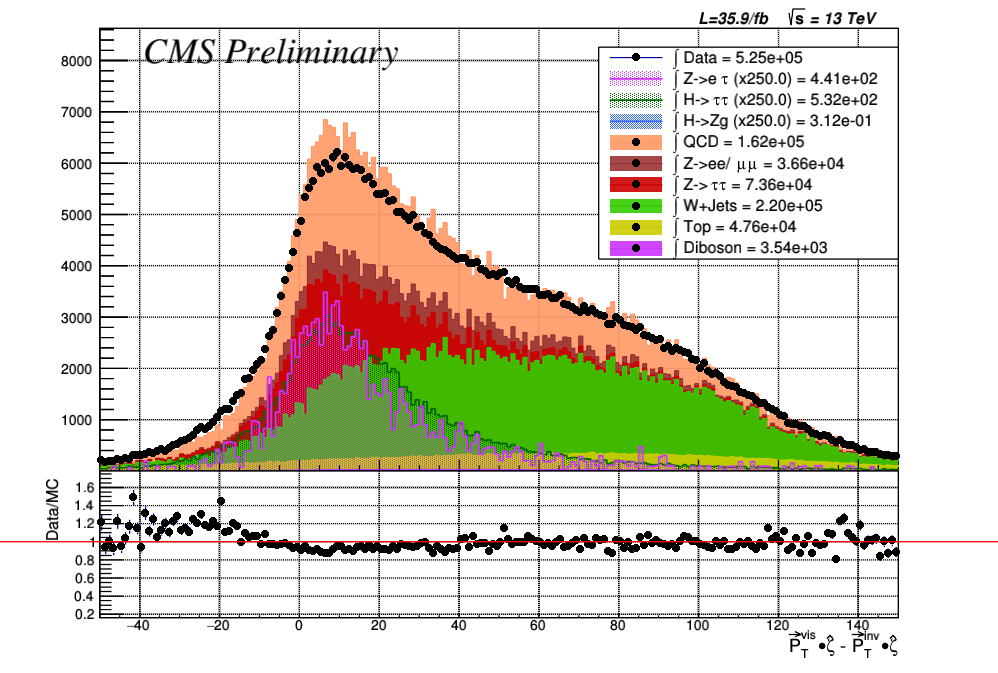 L=35.9/fb √s = 13 TeV
CMS Preliminary
∫ Data = 5.25e+05
∫ Z->e τ (x250.0) = 4.41e+02
∫ H-> ττ (x250.0) = 5.32e+02
∫ H->Zg (x250.0) = 3.12e-01
∫ QCD = 1.62e+05
∫ Z->ee/ μμ = 3.66e+04
∫ Z-> ττ = 7.36e+04
∫ W+Jets = 2.20e+05
∫ Top = 4.76e+04
∫ Diboson = 3.54e+03
8000
7000
6000
5000
4000
3000
2000
1000
Data/MC
1.6
1.4
1.2
1
0.8
0.6
0.4
0.2
−40 −20 0 20 40 60 80 100 120 140
P⃗_T^vis •ζ̂ - P⃗_T^inv •ζ̂